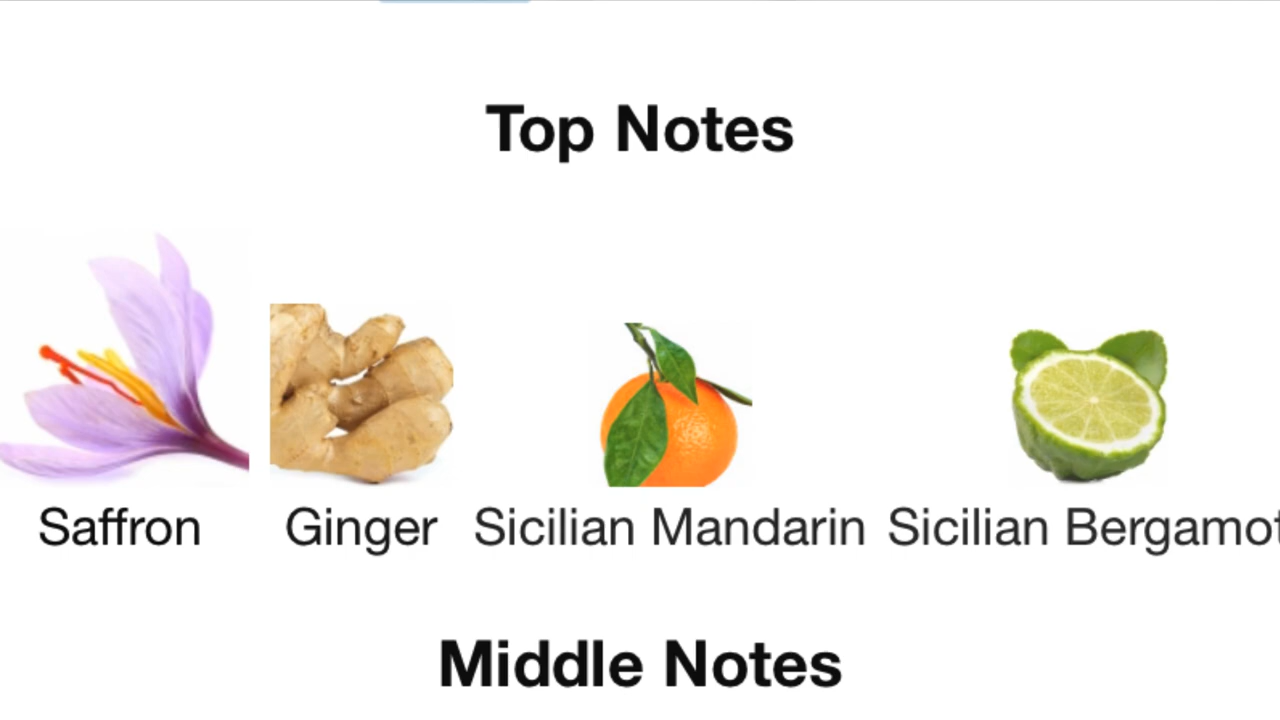 Top Notes
Saffron Ginger Sicilian Mandarin Sicilian Bergamot
Middle Notes